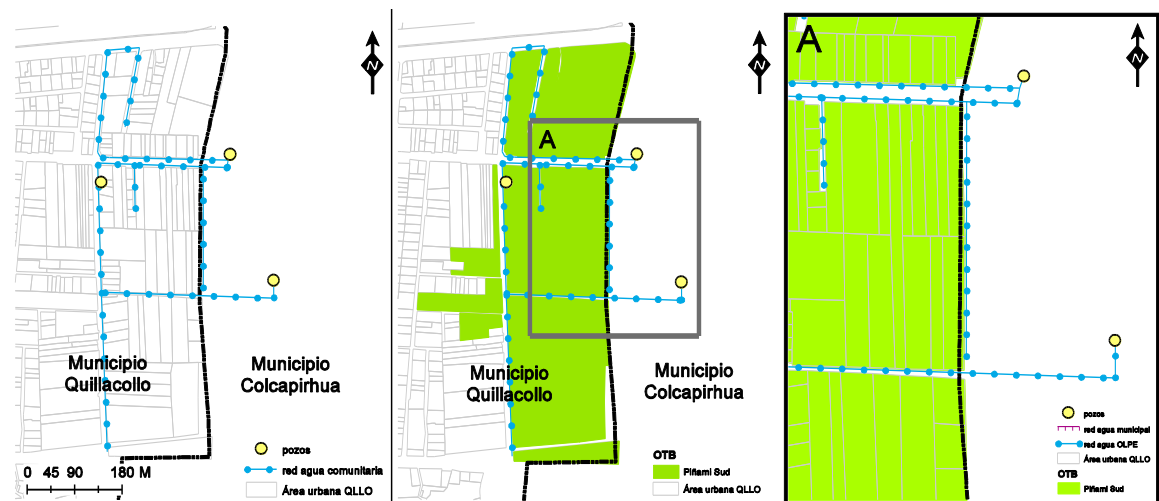 N
Municipio
Quillacollo
Municipio
Colcapirhua
pozos
red agua comunitaria
Área urbana QLLO
0 45 90 180 M
N
A
Municipio
Quillacollo
Municipio
Colcapirhua
OTB
Piñami Sud
Área urbana QLLO
A
N
pozos
red agua municipal
red agua OLPE
Área urbana QLLO
OTB
Piñami Sud